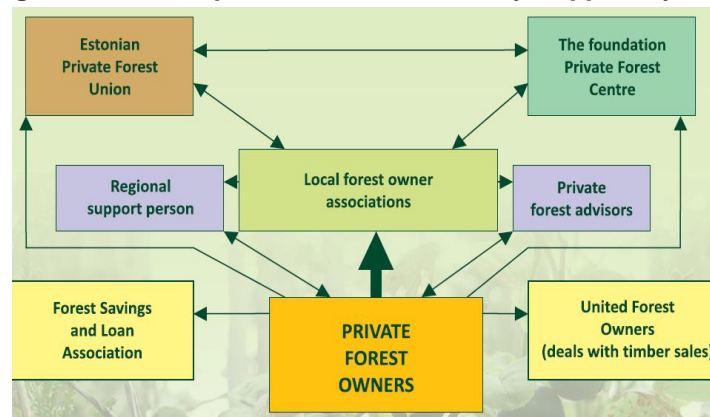 Estonian
Private Forest
Union
The foundation
Private Forest
Centre
Local forest owner
associations
Regional
support person
Private
forest advisors
Forest Savings
and Loan
Association
PRIVATE
FOREST
OWNERS
United Forest
Owners
(deals with timber sales)